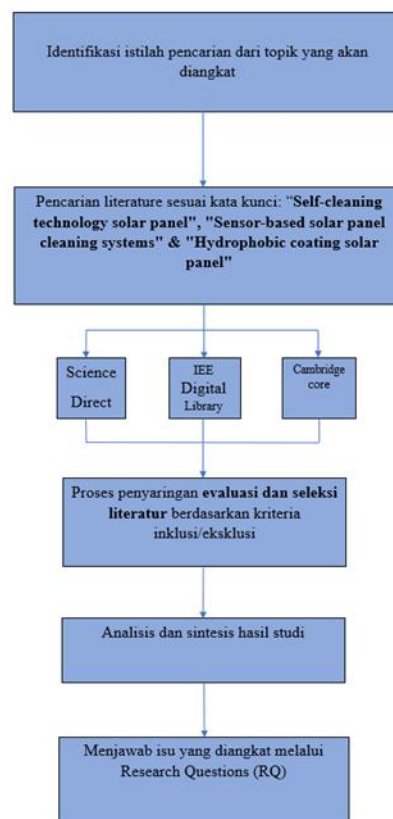 Identifikasi istilah pencarian dari topik yang akan
diangkat
Pencarian literature sesuai kata kunci: “Self-cleaning
technology solar panel", "Sensor-based solar panel
cleaning systems" & "Hydrophobic coating solar
panel"
Science
Direct
IEE
Digital
Library
Cambridge
core
Proses penyaringan evaluasi dan seleksi
literatur berdasarkan kriteria
inklusi/eksklusi
Analisis dan sintesis hasil studi
Menjawab isu yang diangkat melalui
Research Questions (RQ)